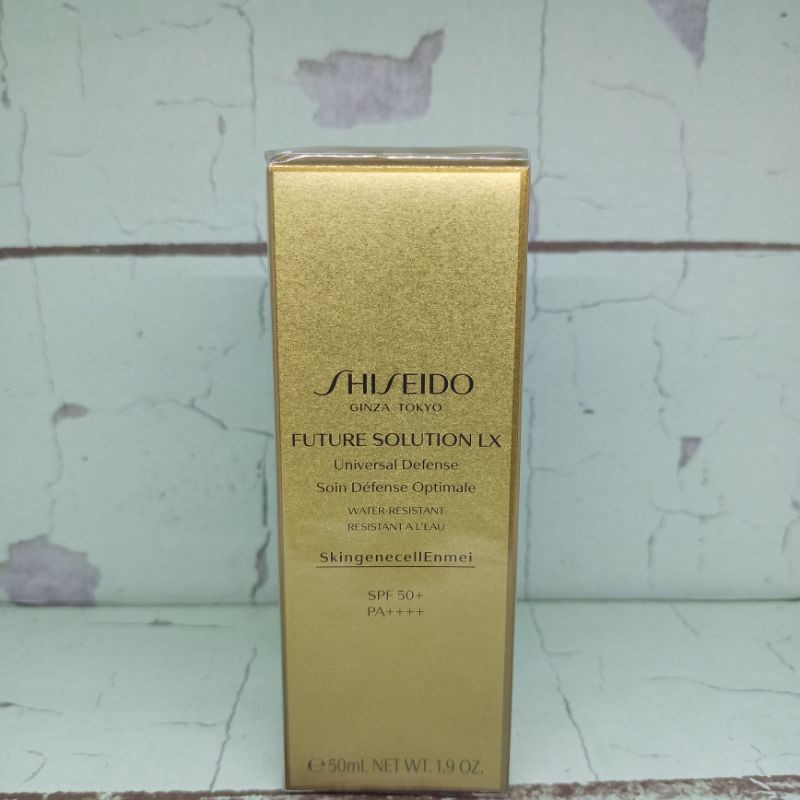 SHISEIDO
GINZA TOKYO
FUTURE SOLUTION LX
Universal Defense
Soin Défense Optimale
WATER-RESISTANT
RESISTANT A L'EAU
SkingenecellEnmei
SPF 50+
PA++++
℮50mL NET WT. 1.9 OZ.